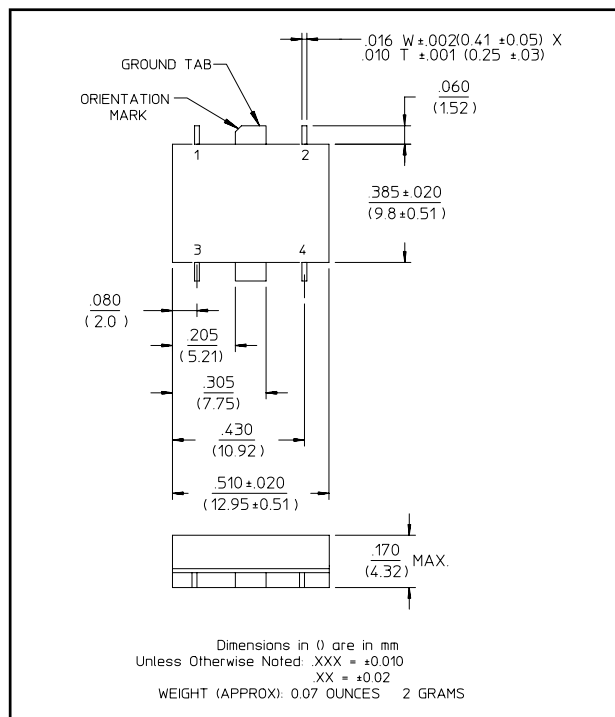 .016 W ±.002(0.41 ±0.05) X
.010 T ±.001 (0.25 ±.03)
GROUND TAB
ORIENTATION
MARK
.060
(1.52)
1
2
.385±.020
(9.8±0.51)
3
4
.080
( 2.0 )
.205
(5.21)
.305
(7.75)
.430
(10.92)
.510±.020
(12.95±0.51)
.170
(4.32)
MAX.
Dimensions in () are in mm
Unless Otherwise Noted: .XXX = ±0.010
.XX = ±0.02
WEIGHT (APPROX): 0.07 OUNCES 2 GRAMS